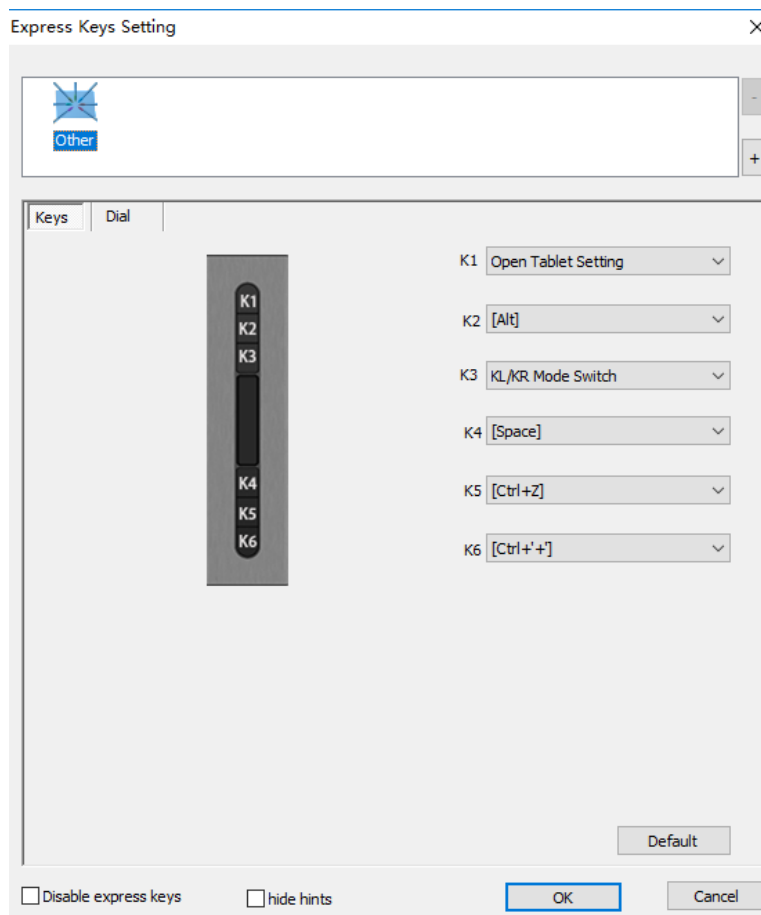 Express Keys Setting
-
Other
+
Keys Dial
K1 Open Tablet Setting
K2 [Alt]
K3 KL/KR Mode Switch
K4 [Space]
K5 [Ctrl+Z]
K6 [Ctrl+'+']
K1
K2
K3
K4
K5
K6
Default
Disable express keys hide hints OK Cancel